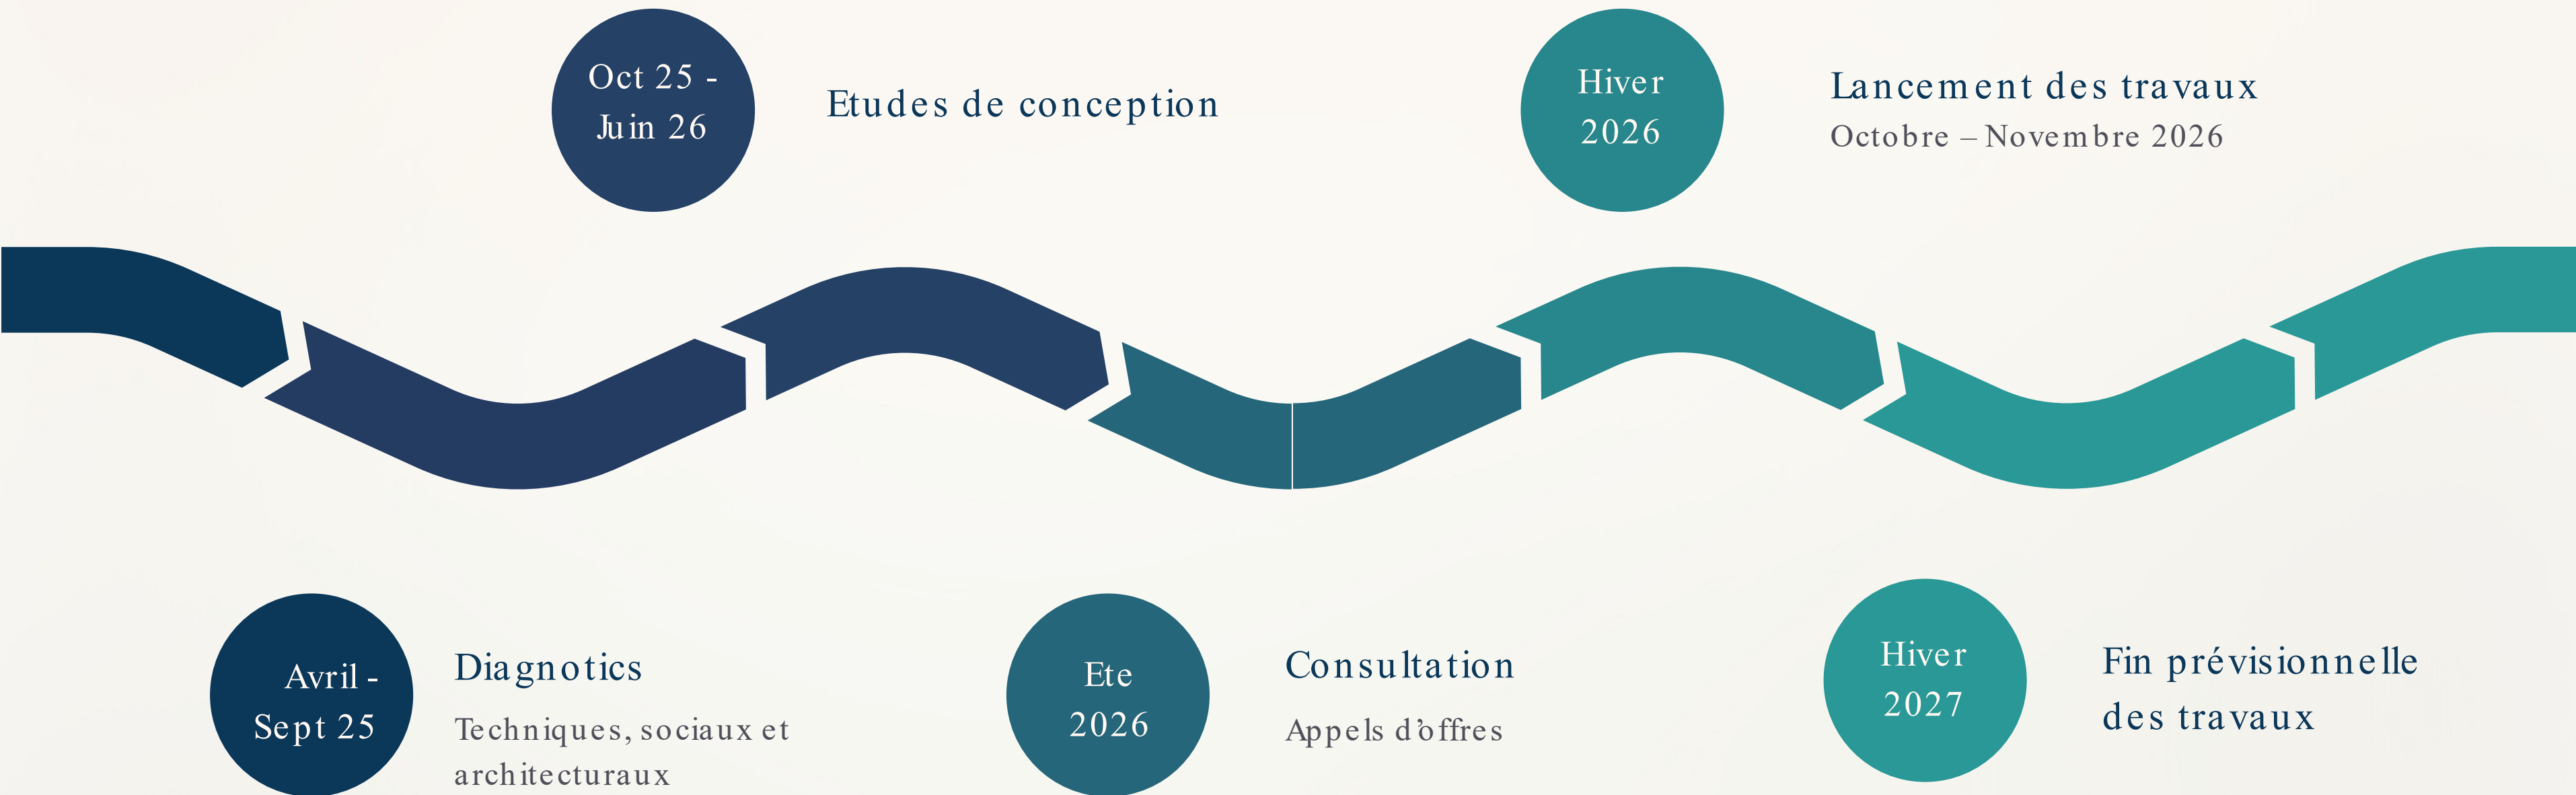 Oct 25 -
Juin 26
Etudes de conception
Hiver
2026
Lancement des travaux
Octobre – Novembre 2026
Avril -
Sept 25
Diagnotics
Techniques, sociaux et
architecturaux
Ete
2026
Consultation
Appels d’offres
Hiver
2027
Fin prévisionnelle
des travaux